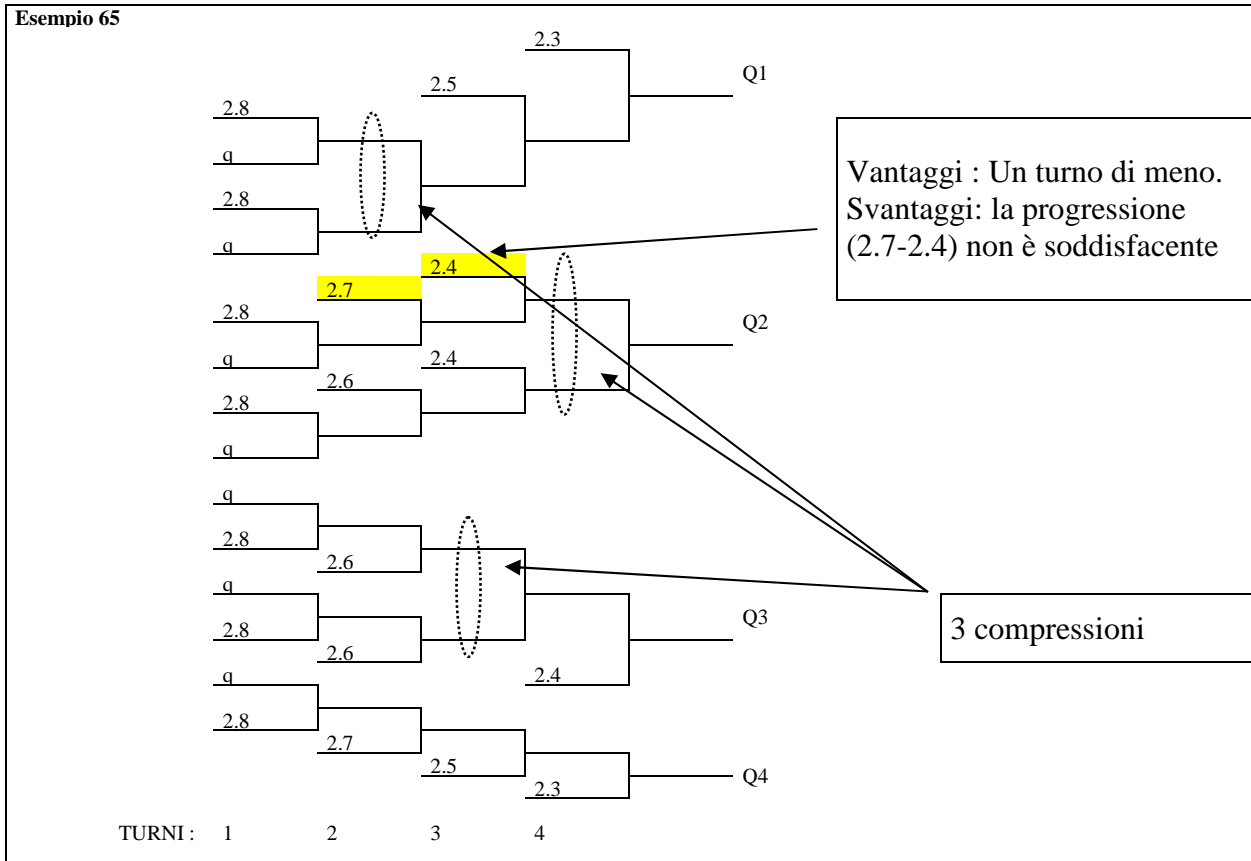 Esempio 65
2.3
Q1
2.5
2.8
q
2.8
q
Vantaggi : Un turno di meno.
Svantaggi: la progressione
(2.7-2.4) non è soddisfacente
2.4
2.7
2.8
Q2
q
2.4
2.6
2.8
q
q
2.8
2.6
q
Q3
3 compressioni
2.8
2.6
q
2.4
2.8
2.7
2.5
Q4
2.3
TURNI : 1 2 3 4